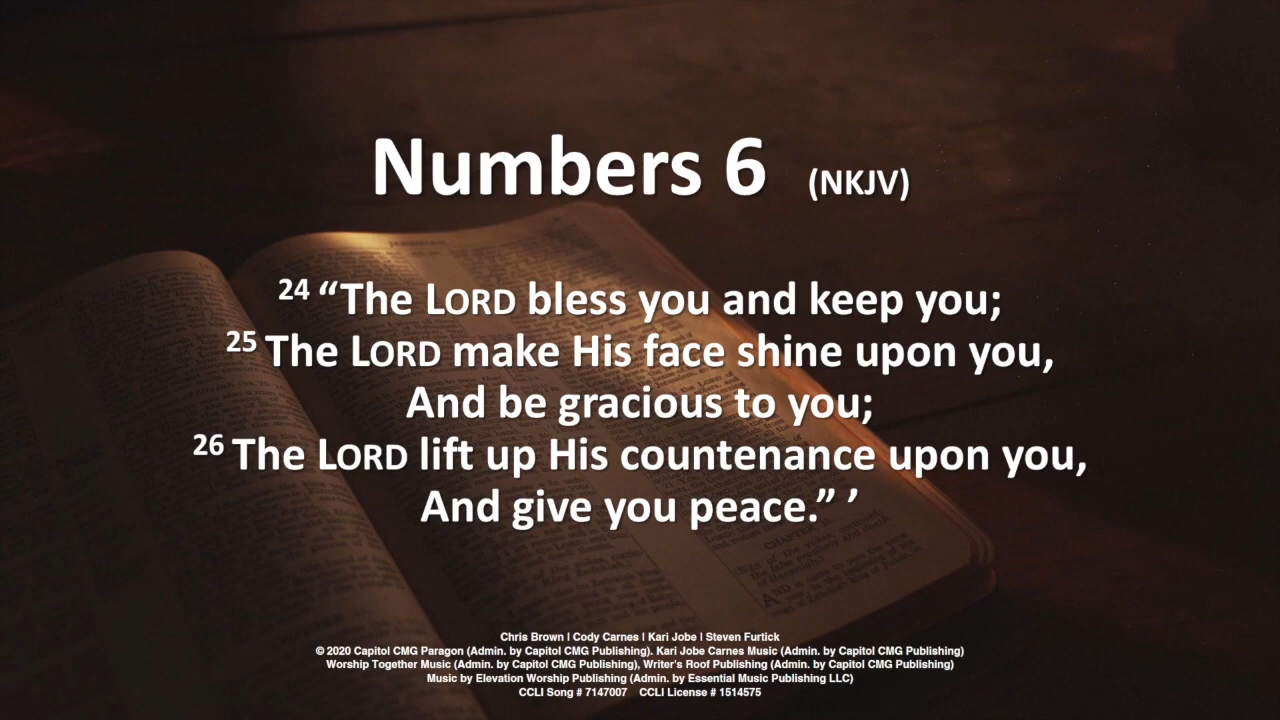 Numbers 6 (NKJV)
24 “The LORD bless you and keep you;
25 The LORD make His face shine upon you,
And be gracious to you;
26 The LORD lift up His countenance upon you,
And give you peace.” ’
Chris Brown | Cody Carnes | Kari Jobe | Steven Furtick
© 2020 Capitol CMG Paragon (Admin. by Capitol CMG Publishing). Kari Jobe Carnes Music (Admin. by Capitol CMG Publishing)
Worship Together Music (Admin. by Capitol CMG Publishing), Writer's Roof Publishing (Admin. by Capitol CMG Publishing)
Music by Elevation Worship Publishing (Admin. by Essential Music Publishing LLC)
CCLI Song # 7147007 CCLI License # 1514575